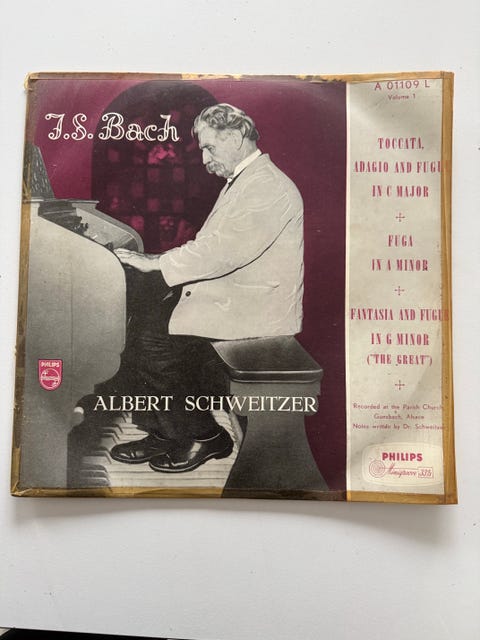 J.S. Bach
ALBERT SCHWEITZER
PHILIPS
A 01109 L
Volume 1
TOCCATA,
ADAGIO AND FUGU
IN C MAJOR
FUGA
IN A MINOR
FANTASIA AND FUGUE
IN G MINOR
("THE GREAT")
Recorded at the Parish Church
Gunsbach, Alsace
Notes written by Dr. Schweitzer
PHILIPS
Minigroove 33⅓